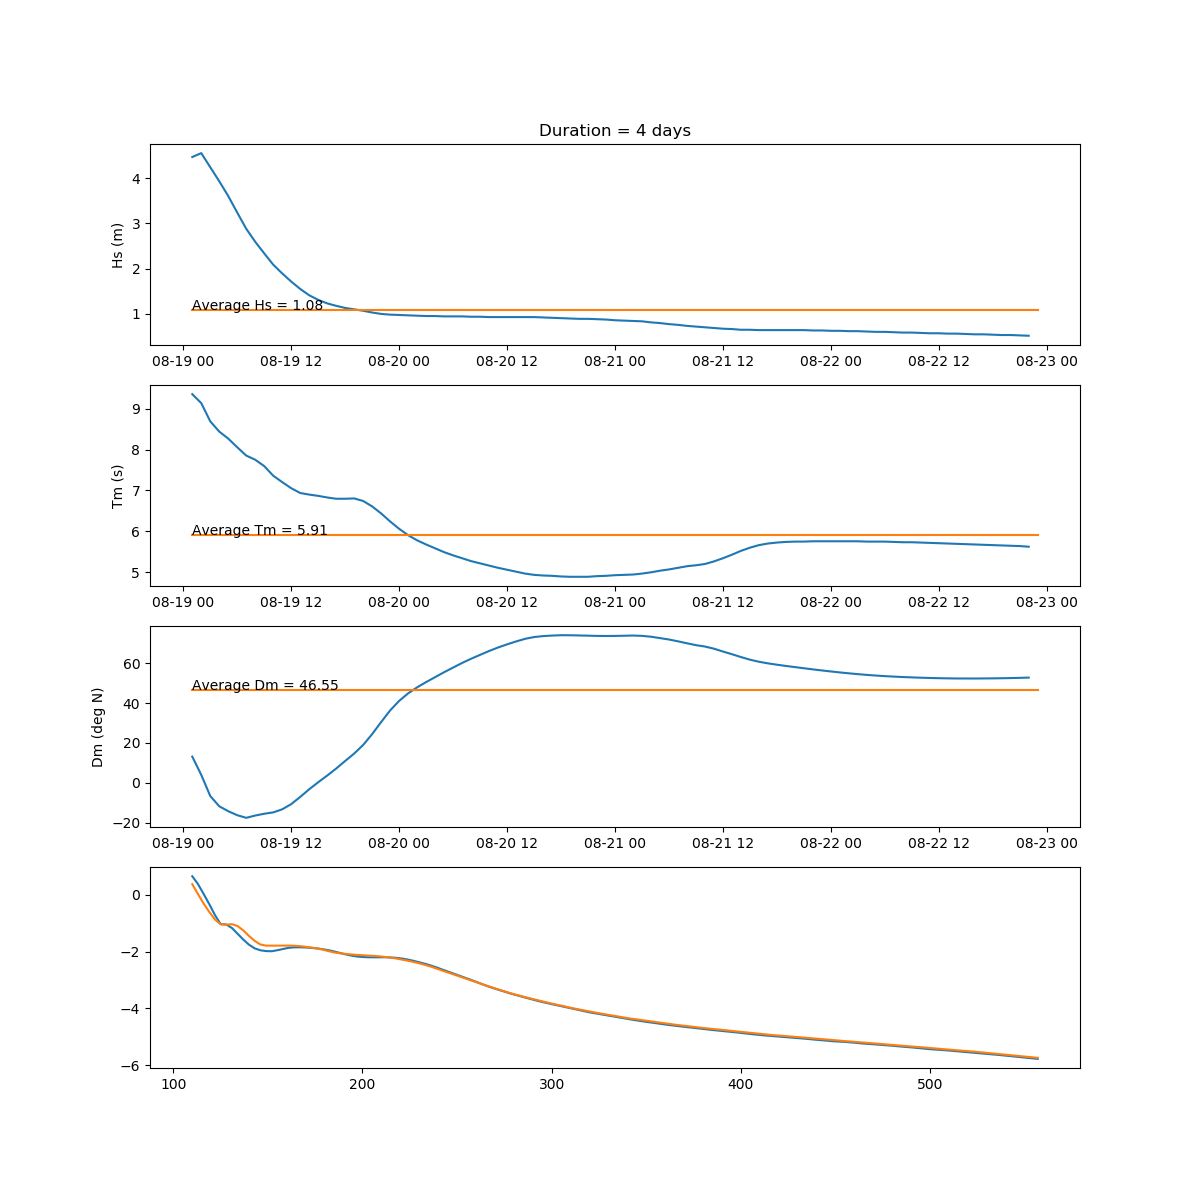 Duration = 4 days
4
3
2
1
Hs (m)
Average Hs = 1.08
08-19 00 08-19 12 08-20 00 08-20 12 08-21 00 08-21 12 08-22 00 08-22 12 08-23 00
9
8
7
6
5
Tm (s)
Average Tm = 5.91
08-19 00 08-19 12 08-20 00 08-20 12 08-21 00 08-21 12 08-22 00 08-22 12 08-23 00
60
40
20
0
−20
Dm (deg N)
Average Dm = 46.55
08-19 00 08-19 12 08-20 00 08-20 12 08-21 00 08-21 12 08-22 00 08-22 12 08-23 00
0
−2
−4
−6
100 200 300 400 500